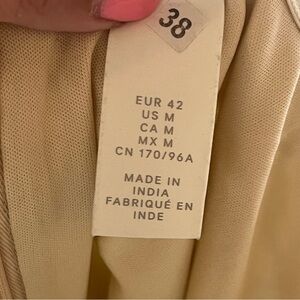 38
EUR 42
US M
CA M
MX M
CN 170/96A
MADE IN
INDIA
FABRIQUÉ EN
INDE